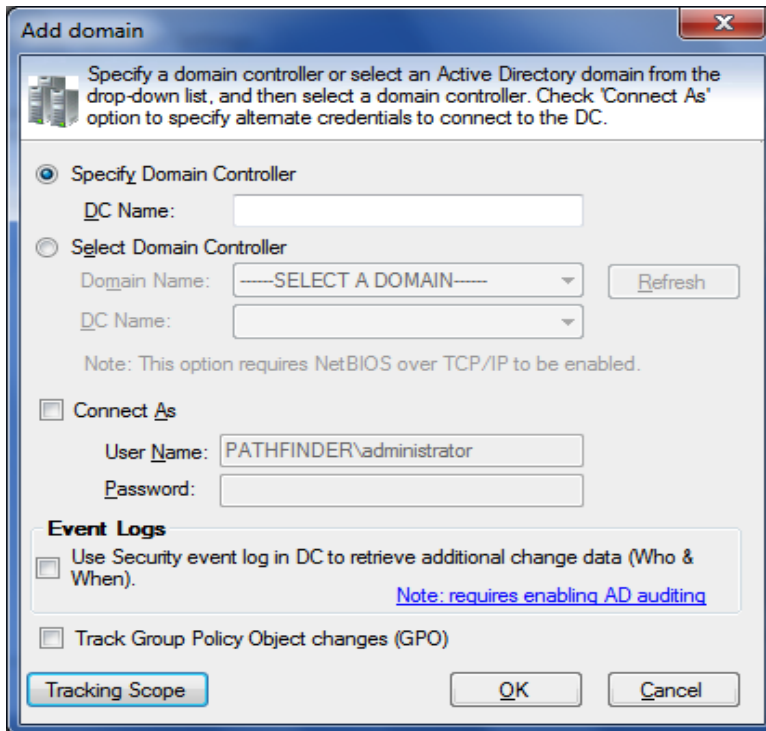 Add domain
Specify a domain controller or select an Active Directory domain from the
drop-down list, and then select a domain controller. Check 'Connect As'
option to specify alternate credentials to connect to the DC.
Specify Domain Controller
DC Name:
Select Domain Controller
Domain Name: ------SELECT A DOMAIN------ Refresh
DC Name:
Note: This option requires NetBIOS over TCP/IP to be enabled.
Connect As
User Name: PATHFINDER\administrator
Password:
Event Logs
Use Security event log in DC to retrieve additional change data (Who &
When).
Note: requires enabling AD auditing
Track Group Policy Object changes (GPO)
Tracking Scope OK Cancel